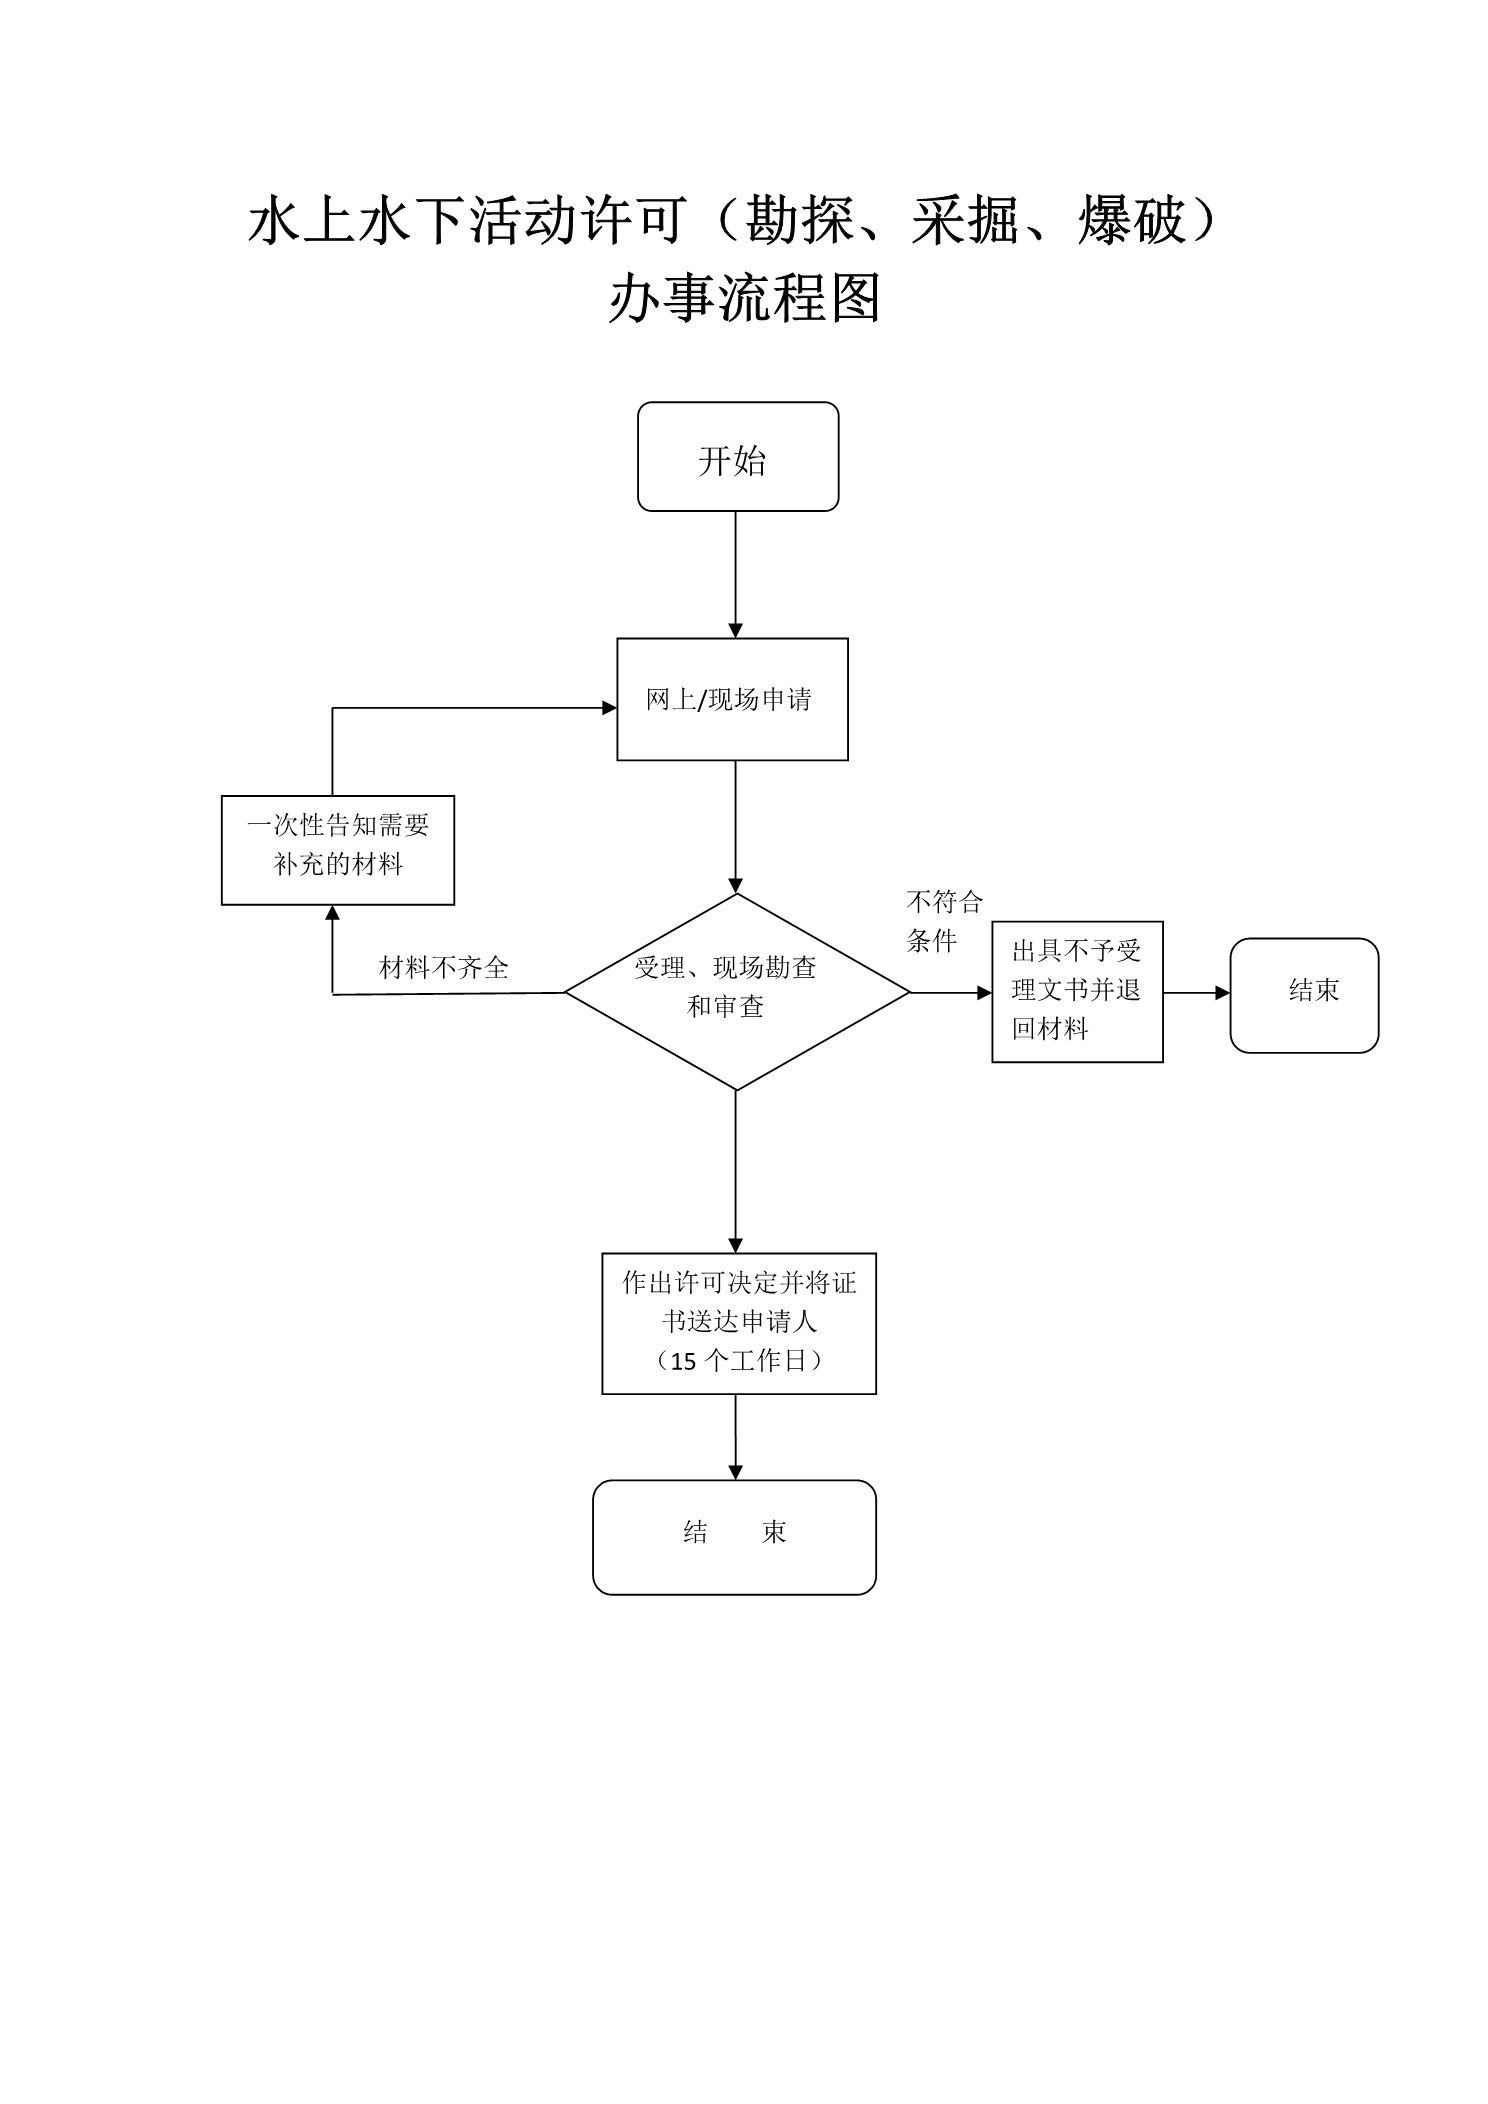 水上水下活动许可（勘探、采掘、爆破）
办事流程图
开始
网上/现场申请
一次性告知需要
补充的材料
材料不齐全
受理、现场勘查
和审查
不符合
条件
出具不予受
理文书并退
回材料
结束
作出许可决定并将证
书送达申请人
（15 个工作日）
结 束